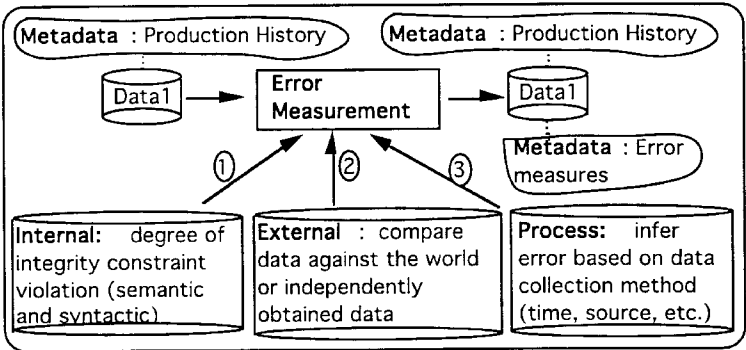 Metadata : Production History
Metadata : Production History
Data1
Error
Measurement
Data1
Metadata : Error
measures
1
2
3
Internal: degree of
integrity constraint
violation (semantic
and syntactic)
External : compare
data against the world
or independently
obtained data
Process: infer
error based on data
collection method
(time, source, etc.)